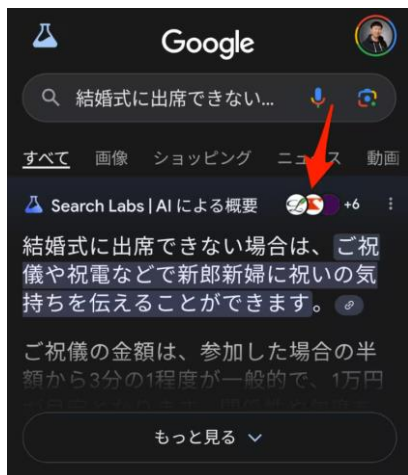 Google
結婚式に出席できない...
すべて 画像 ショッピング ニュース 動画
Search Labs | AI による概要 +6
結婚式に出席できない場合は、ご祝
儀や祝電などで新郎新婦に祝いの気
持ちを伝えることができます。
ご祝儀の金額は、参加した場合の半
額から3分の1程度が一般的で、1万円
もっと見る